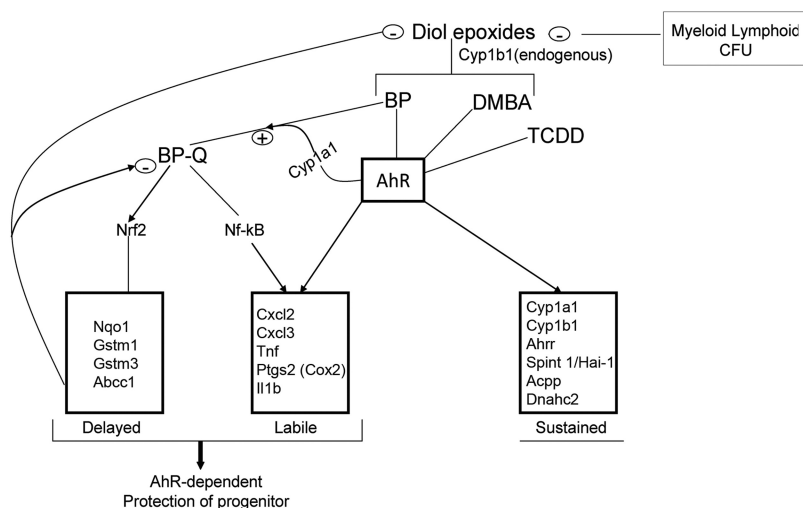 - Diol epoxides -
Myeloid Lymphoid
CFU
Cyp1b1(endogenous)
BP
DMBA
TCDD
+
Cyp1a1
- BP-Q
AhR
Nrf2
Nf-kB
Nqo1
Gstm1
Gstm3
Abcc1
Delayed
Cxcl2
Cxcl3
Tnf
Ptgs2 (Cox2)
Il1b
Labile
Cyp1a1
Cyp1b1
Ahrr
Spint 1/Hai-1
Acpp
Dnahc2
Sustained
AhR-dependent
Protection of progenitor